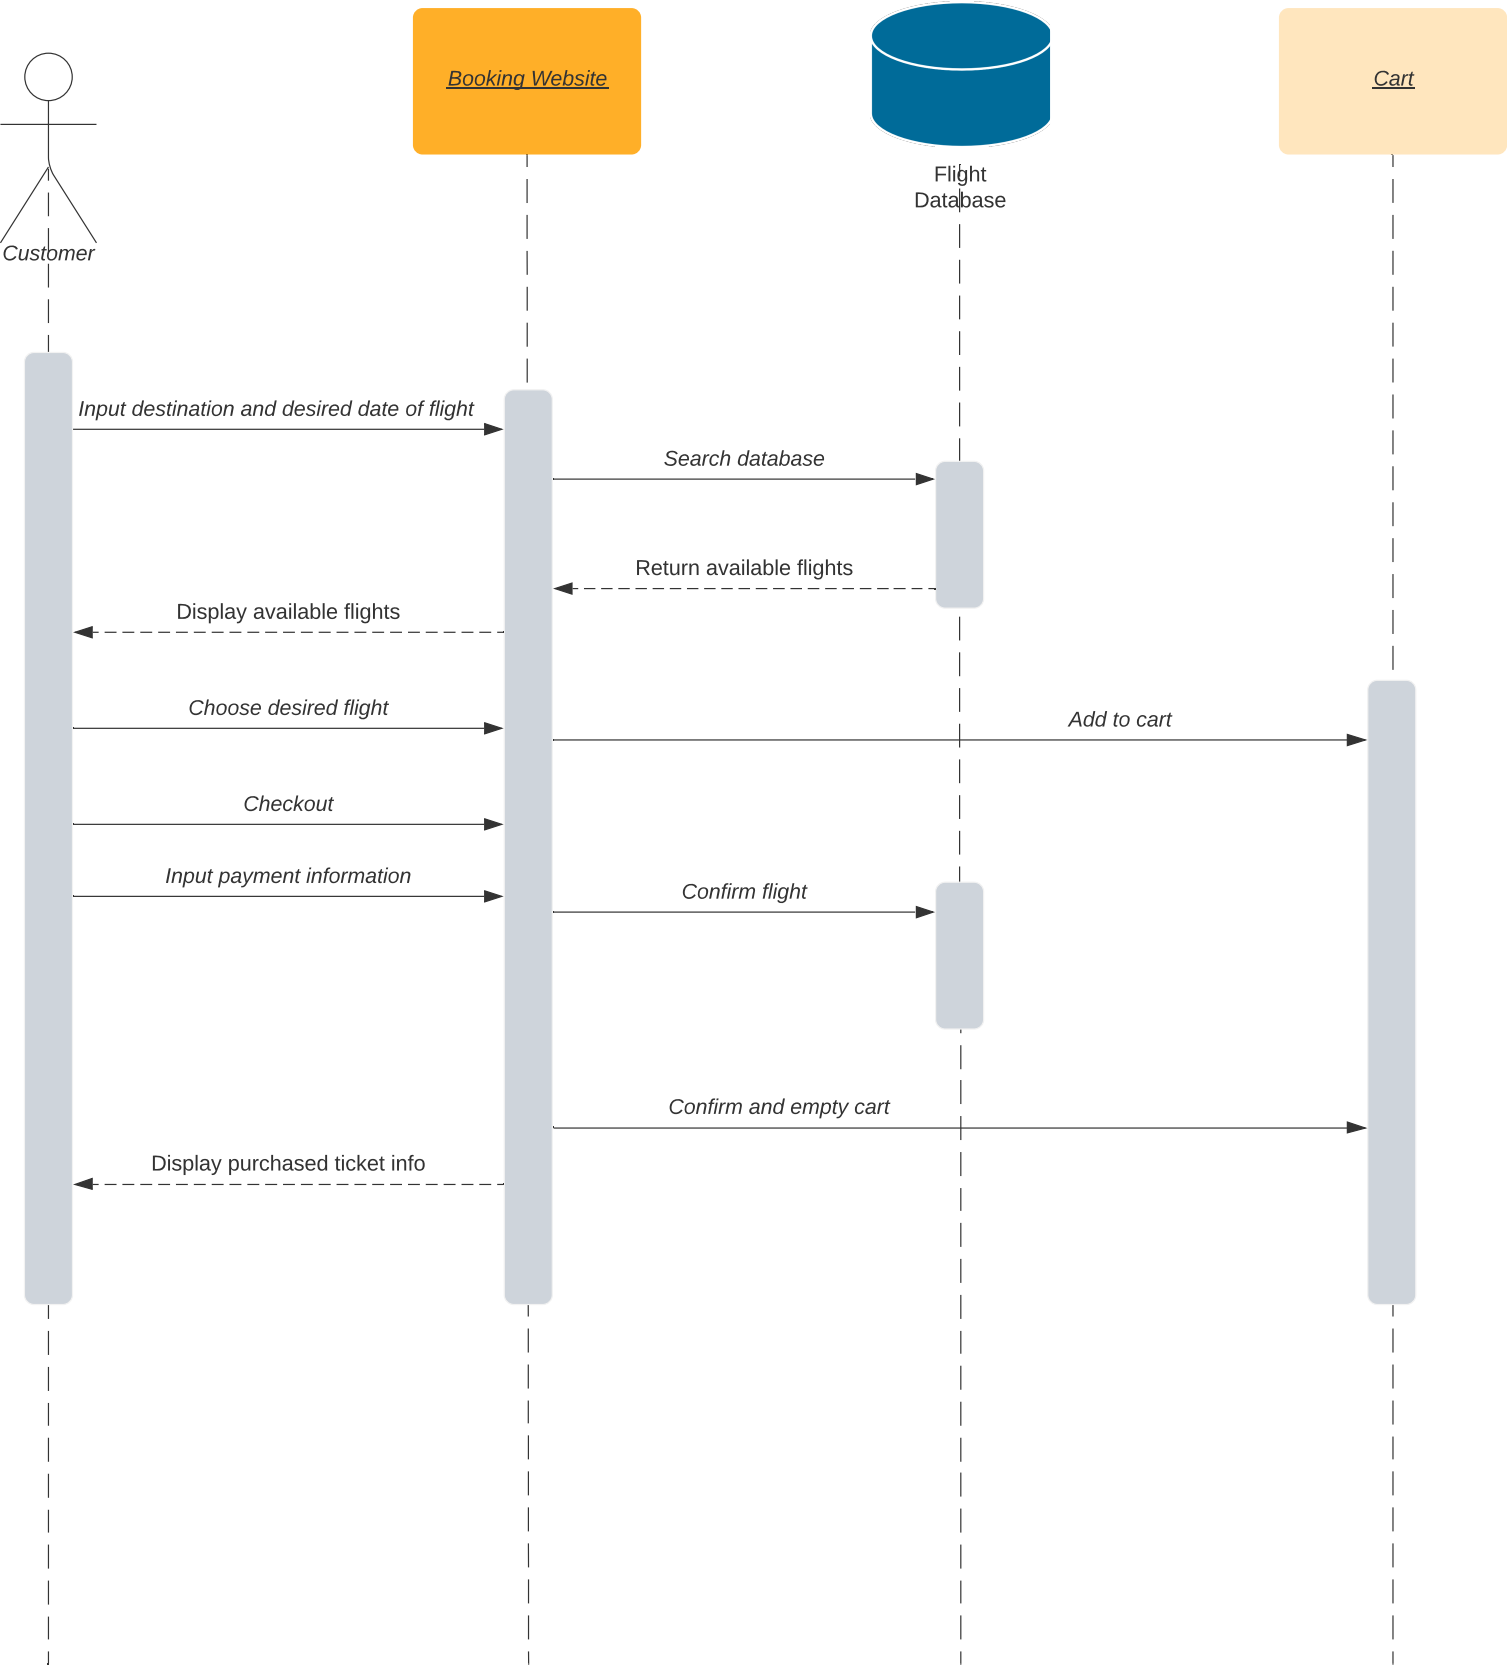 Booking Website
Cart
Flight
Database
Customer
Input destination and desired date of flight
Search database
Return available flights
Display available flights
Choose desired flight
Add to cart
Checkout
Input payment information
Confirm flight
Confirm and empty cart
Display purchased ticket info